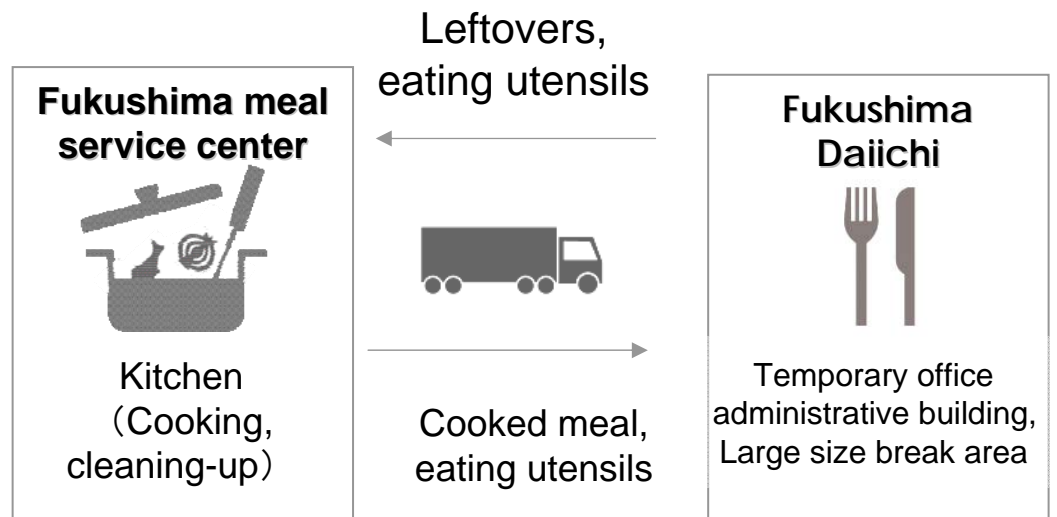 Leftovers,
eating utensils
Fukushima meal
service center
Kitchen
（Cooking,
cleaning-up）
Cooked meal,
eating utensils
Fukushima
Daiichi
Temporary office
administrative building,
Large size break area